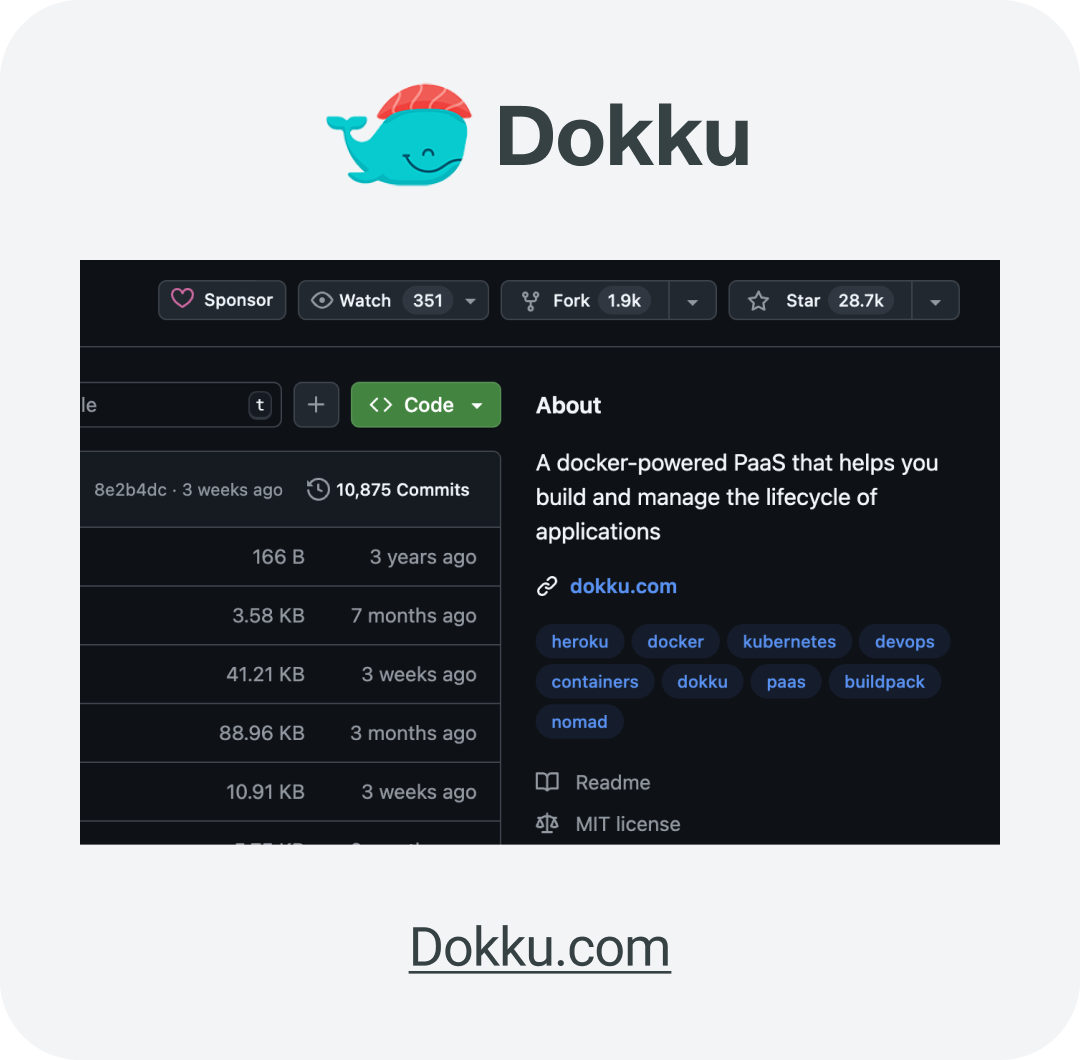 Dokku
Sponsor Watch 351 Fork 1.9k Star 28.7k
le t Code
8e2b4dc · 3 weeks ago 10,875 Commits
166 B 3 years ago
3.58 KB 7 months ago
41.21 KB 3 weeks ago
88.96 KB 3 months ago
10.91 KB 3 weeks ago
About
A docker-powered PaaS that helps you
build and manage the lifecycle of
applications
dokku.com
heroku docker kubernetes devops
containers dokku paas buildpack
nomad
Readme
MIT license
Dokku.com